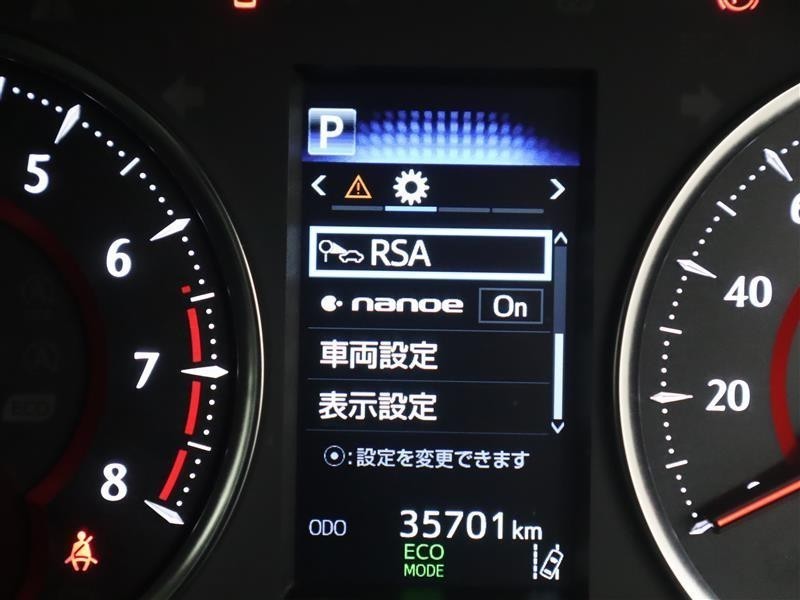 P
RSA
nanoe On
車両設定
表示設定
⦿:設定を変更できます
ODO 35701km
ECO
MODE
5
6
7
8
40
20
ECO